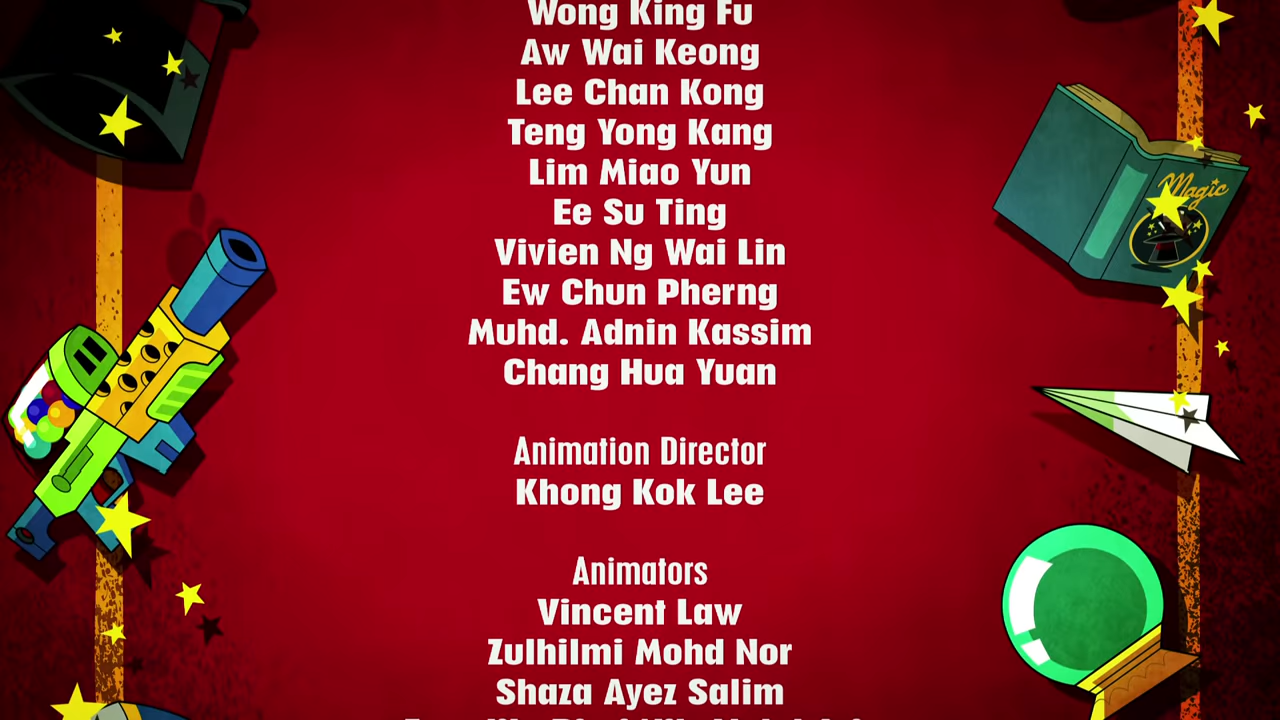 Wong King Fu
Aw Wai Keong
Lee Chan Kong
Teng Yong Kang
Lim Miao Yun
Ee Su Ting
Vivien Ng Wai Lin
Ew Chun Pherng
Muhd. Adnin Kassim
Chang Hua Yuan
Animation Director
Khong Kok Lee
Animators
Vincent Law
Zulhilmi Mohd Nor
Shaza Ayez Salim
Magic